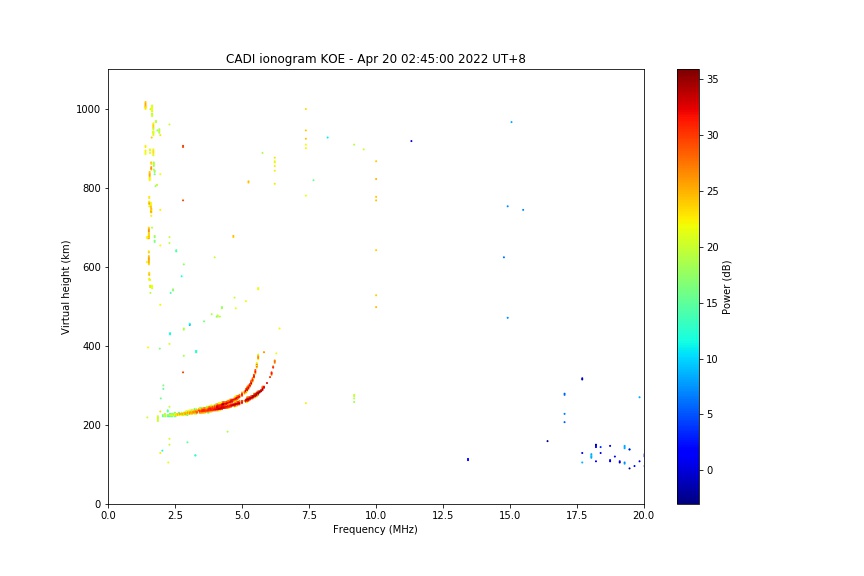 CADI ionogram KOE - Apr 20 02:45:00 2022 UT+8
Virtual height (km)
1000
800
600
400
200
0
0.0 2.5 5.0 7.5 10.0 12.5 15.0 17.5 20.0
Frequency (MHz)
35
30
25
20
15
10
5
0
Power (dB)